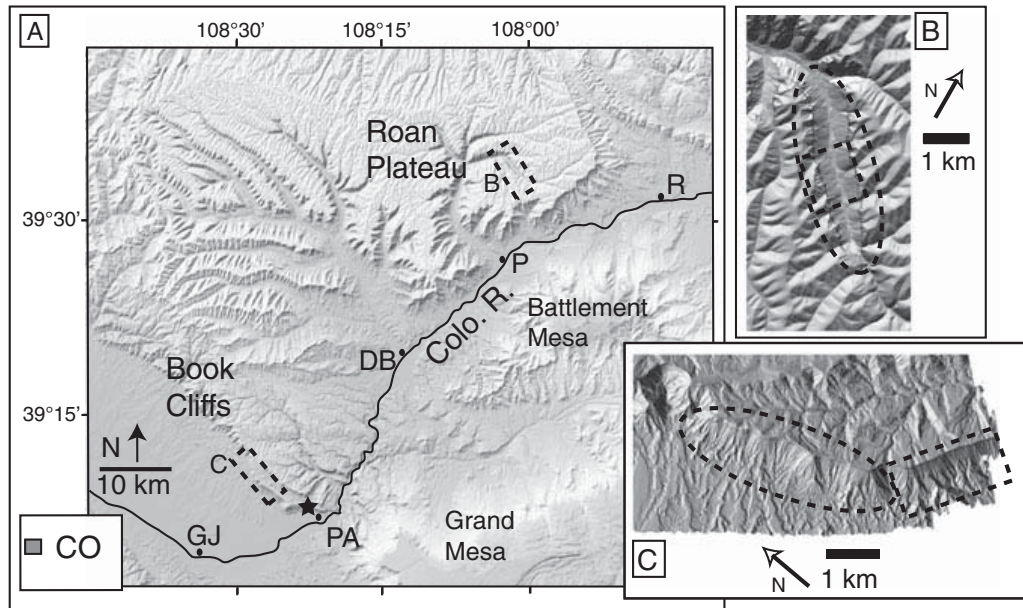 A
108°30' 108°15' 108°00'
Roan
Plateau
B
R
39°30'
P
Battlement
Mesa
Colo. R.
DB
Book
Cliffs
39°15'
N
10 km
C
PA
GJ
Grand
Mesa
CO
B
N
1 km
C
N
1 km